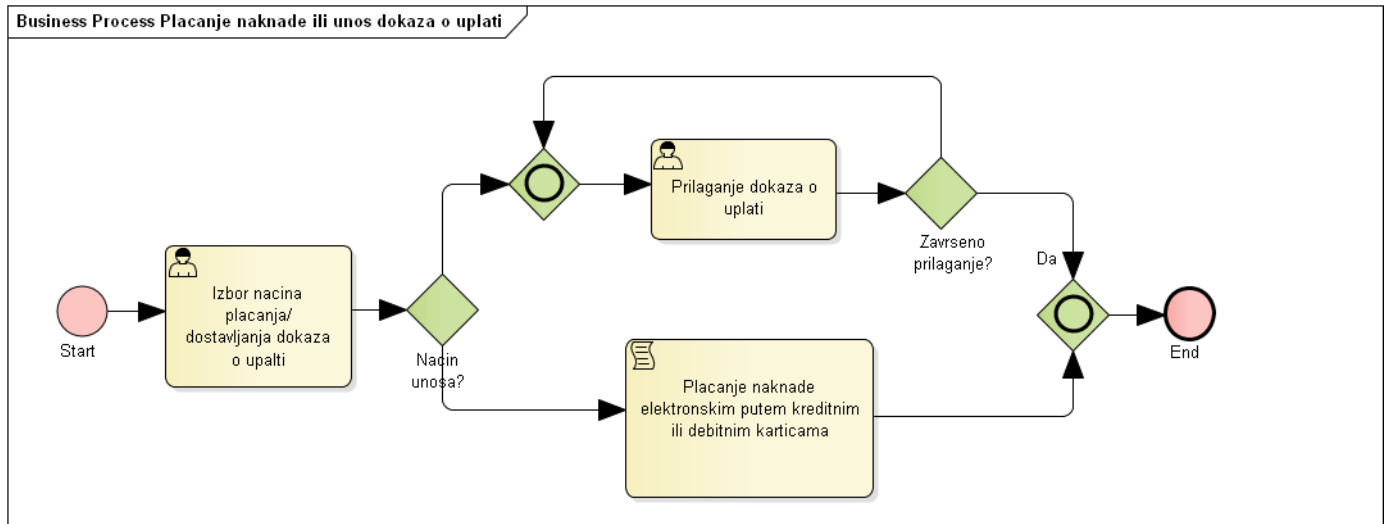 Business Process Placanje naknade ili unos dokaza o uplati
Prilaganje dokaza o
uplati
Zavrseno
prilaganje?
Da
Izbor nacina
placanja/
dostavljanja dokaza
o upalti
Start
Nacin
unosa?
End
Placanje naknade
elektronskim putem kreditnim
ili debitnim karticama